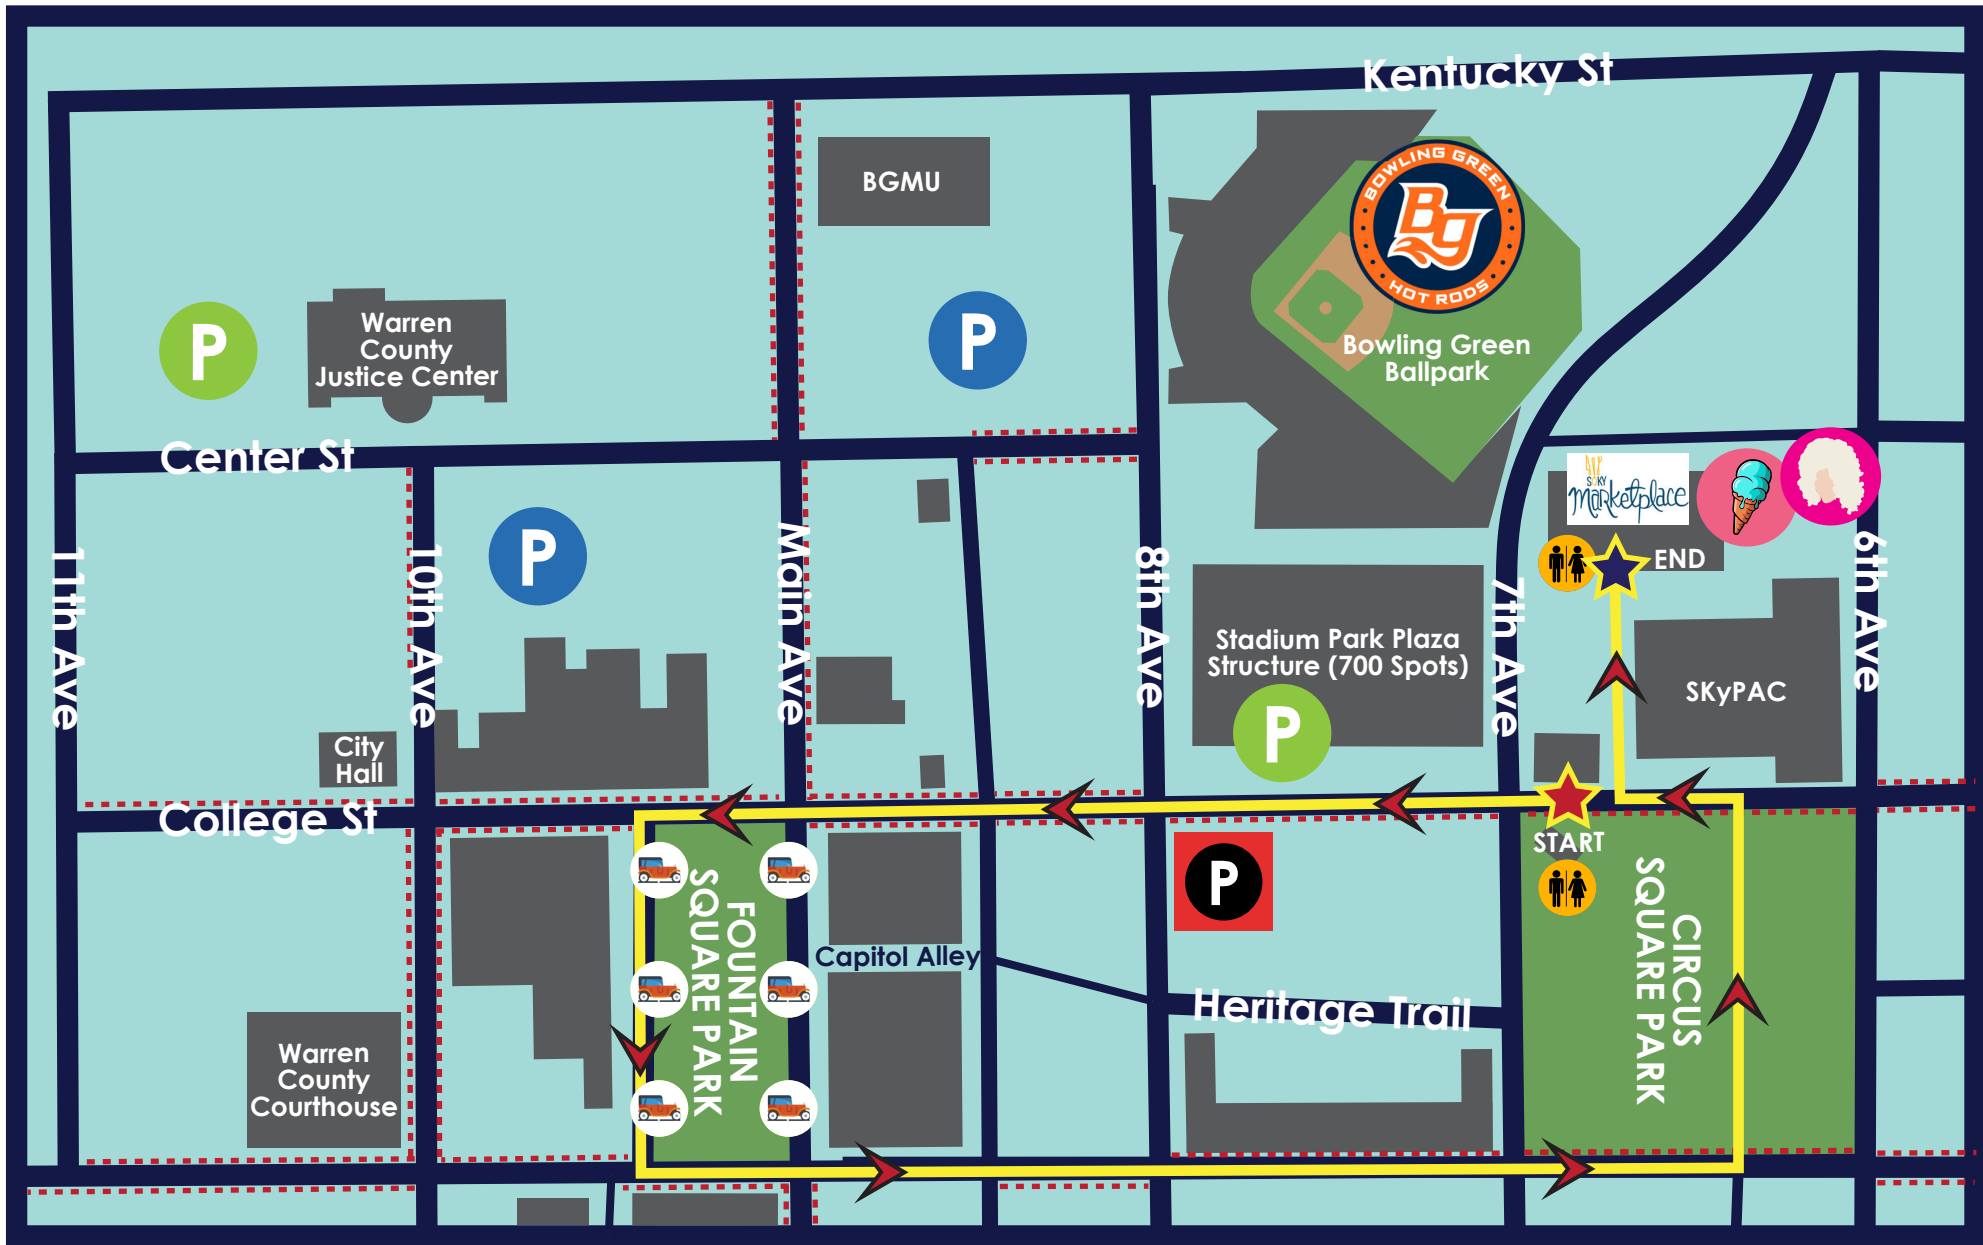 Kentucky St
BOWLING GREEN
Bg
HOT RODS
BGMU
P
P
Warren
County
Justice Center
Bowling Green
Ballpark
Center St
SOKY
Marketplace
P
END
11th Ave
10th Ave
Main Ave
8th Ave
7th Ave
6th Ave
Stadium Park Plaza
Structure (700 Spots)
P
SKyPAC
City
Hall
College St
START
P
FOUNTAIN
SQUARE PARK
Capitol Alley
Heritage Trail
CIRCUS
SQUARE PARK
Warren
County
Courthouse